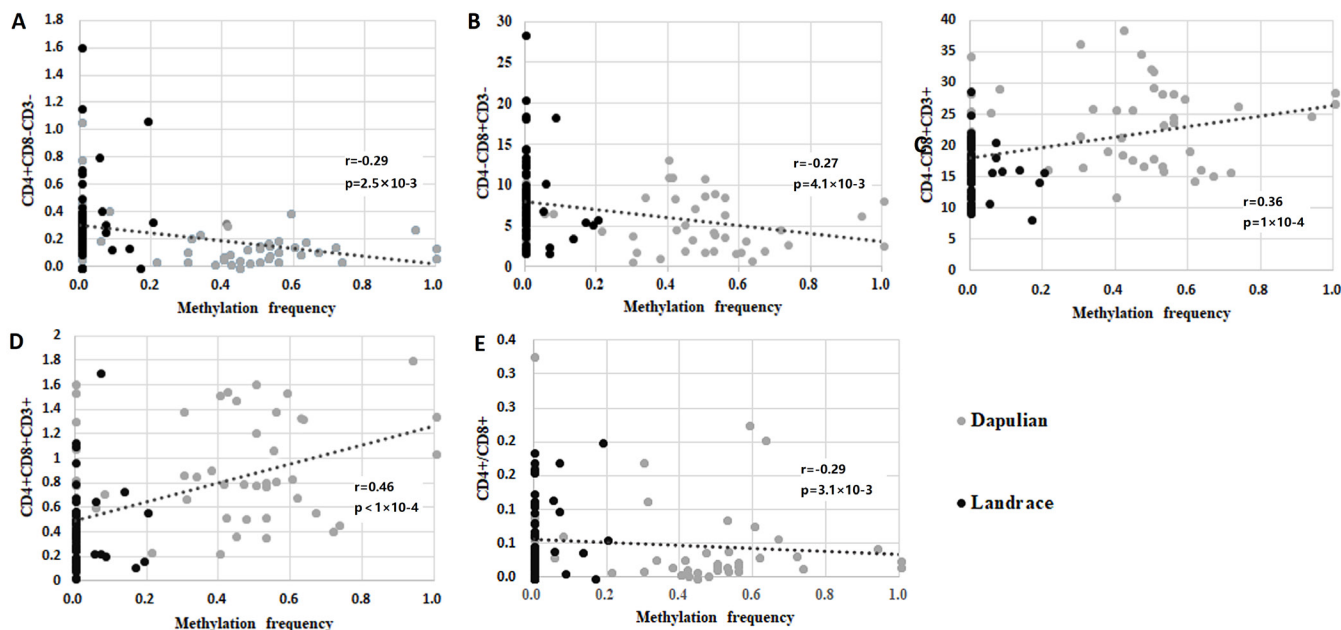 A
1.8
1.6
1.4
1.2
1.0
0.8
0.6
0.4
0.2
0.0
CD4+CD8-CD3-
r=-0.29
p=2.5×10-3
0.0 0.2 0.4 0.6 0.8 1.0
Methylation frequency
B
30
25
20
15
10
5
0
CD4-CD8+CD3-
r=-0.27
p=4.1×10-3
0.0 0.2 0.4 0.6 0.8 1.0
Methylation frequency
C
40
35
30
25
20
15
10
5
0
CD4-CD8+CD3+
r=0.36
p=1×10-4
0.0 0.2 0.4 0.6 0.8 1.0
Methylation frequency
D
2
1.8
1.6
1.4
1.2
1
0.8
0.6
0.4
0.2
0
CD4+CD8+CD3+
r=0.46
p<1×10-4
0.0 0.2 0.4 0.6 0.8 1.0
Methylation frequency
E
0.4
0.3
0.3
0.2
0.2
0.1
0.1
0.0
CD4+/CD8+
r=-0.29
p=3.1×10-3
0.0 0.2 0.4 0.6 0.8 1.0
Methylation frequency
Dapulian
Landrace